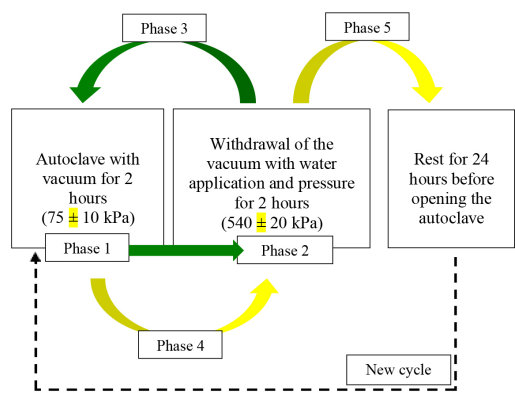 Phase 3
Phase 5
Autoclave with
vacuum for 2
hours
(75 ± 10 kPa)
Phase 1
Withdrawal of the
vacuum with water
application and pressure
for 2 hours
(540 ± 20 kPa)
Phase 2
Rest for 24
hours before
opening the
autoclave
Phase 4
New cycle